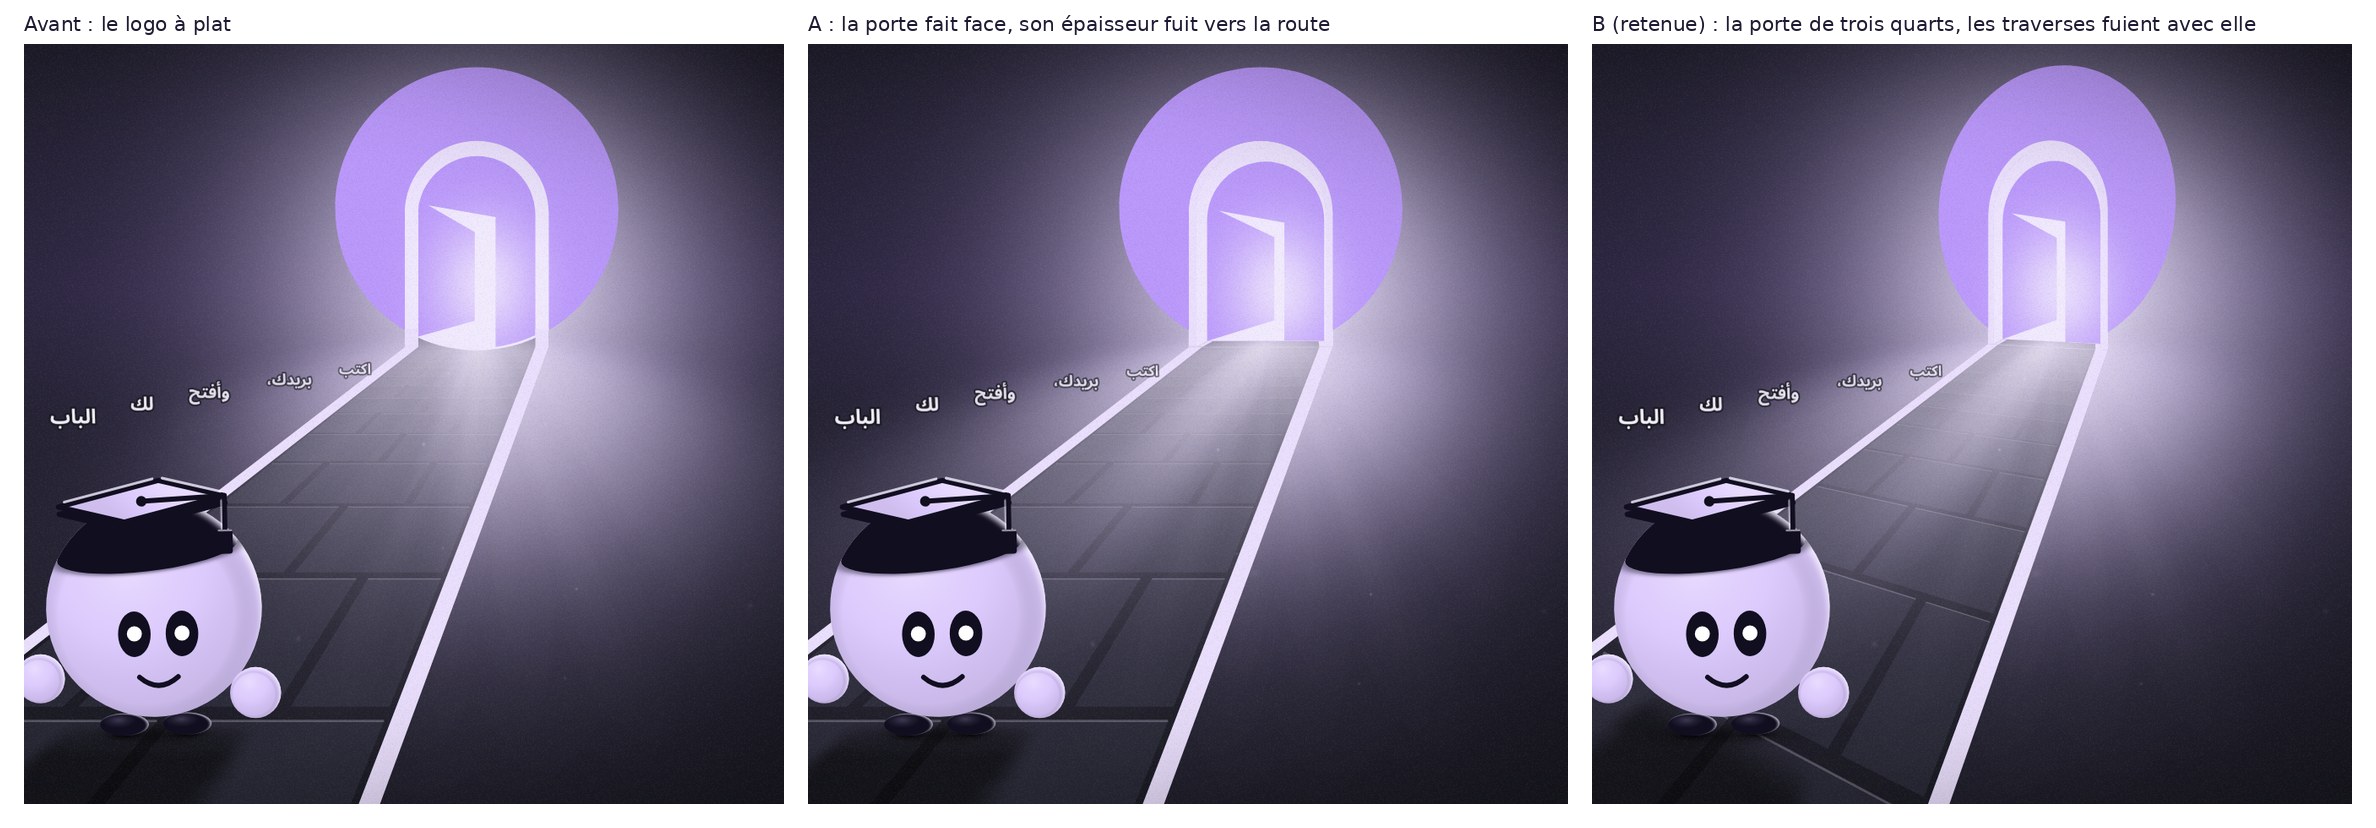 Avant : le logo à plat
A : la porte fait face, son épaisseur fuit vers la route
B (retenue) : la porte de trois quarts, les traverses fuient avec elle
اكتب بريدك، وأفتح لك الباب
اكتب بريدك، وأفتح لك الباب
اكتب بريدك، وأفتح لك الباب